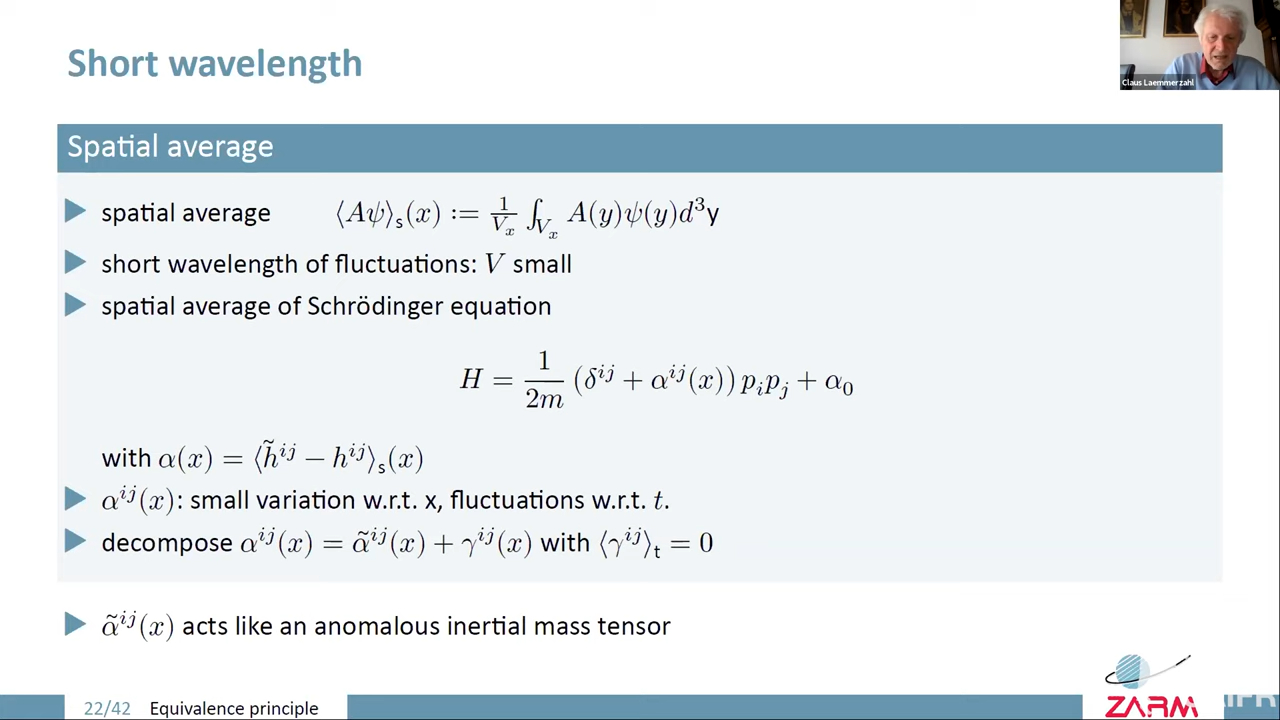 Short wavelength
Claus Laemmerzahl
Spatial average
spatial average ⟨Aψ⟩ₛ(x) := 1/Vₓ ∫_{Vₓ} A(y)ψ(y)d³y
short wavelength of fluctuations: V small
spatial average of Schrödinger equation
H = 1/2m (δ^{ij} + α^{ij}(x)) p_i p_j + α₀
with α(x) = ⟨h̃^{ij} − h^{ij}⟩ₛ(x)
α^{ij}(x): small variation w.r.t. x, fluctuations w.r.t. t.
decompose α^{ij}(x) = α̃^{ij}(x) + γ^{ij}(x) with ⟨γ^{ij}⟩ₜ = 0
α̃^{ij}(x) acts like an anomalous inertial mass tensor
22/42 Equivalence principle
ZARM